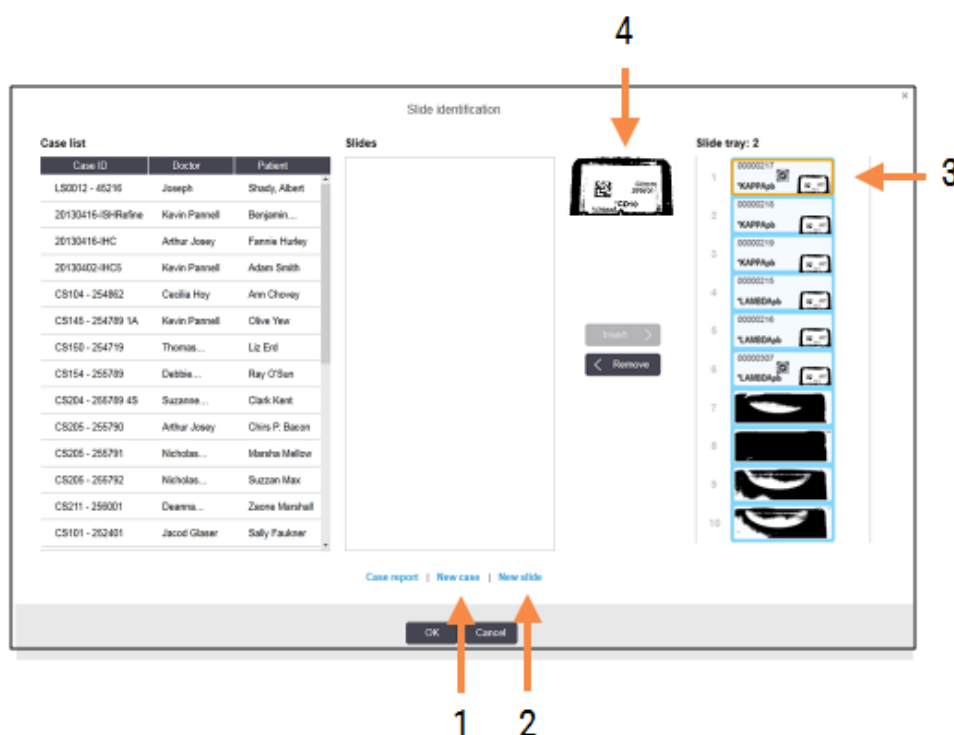 4
Slide identification
Case list
Slides
Slide tray: 2
Case ID Doctor Patient
LS0012 - 45216 Joseph Shady, Albert
20130416-ISHRefine Kevin Pannell Benjamin...
20130416-IHC Arthur Josey Fannie Hurley
20130402-IHC5 Kevin Pannell Adam Smith
CS104 - 254862 Cecilia Hoy Ann Chovey
CS145 - 254789 1A Kevin Pannell Olive Yew
CS150 - 254719 Thomas... Liz Erd
CS154 - 255789 Debbie... Ray O'Sun
CS204 - 255789 4S Suzanne... Clark Kent
CS205 - 255790 Arthur Josey Chirs P. Bacon
CS205 - 255791 Nicholas... Marsha Mellow
CS205 - 255792 Nicholas... Suzzan Max
CS211 - 256001 Deanna... Zaone Marshall
CS101 - 252401 Jacod Glaser Sally Faukner
*CD10
Insert
Remove
1 00000217
*KAPPApb
2 00000218
*KAPPApb
3 00000219
*KAPPApb
4 00000215
*LAMBDApb
5 00000216
*LAMBDApb
6 00000307
*LAMBDApb
7
8
9
10
3
Case report | New case | New slide
OK Cancel
1 2